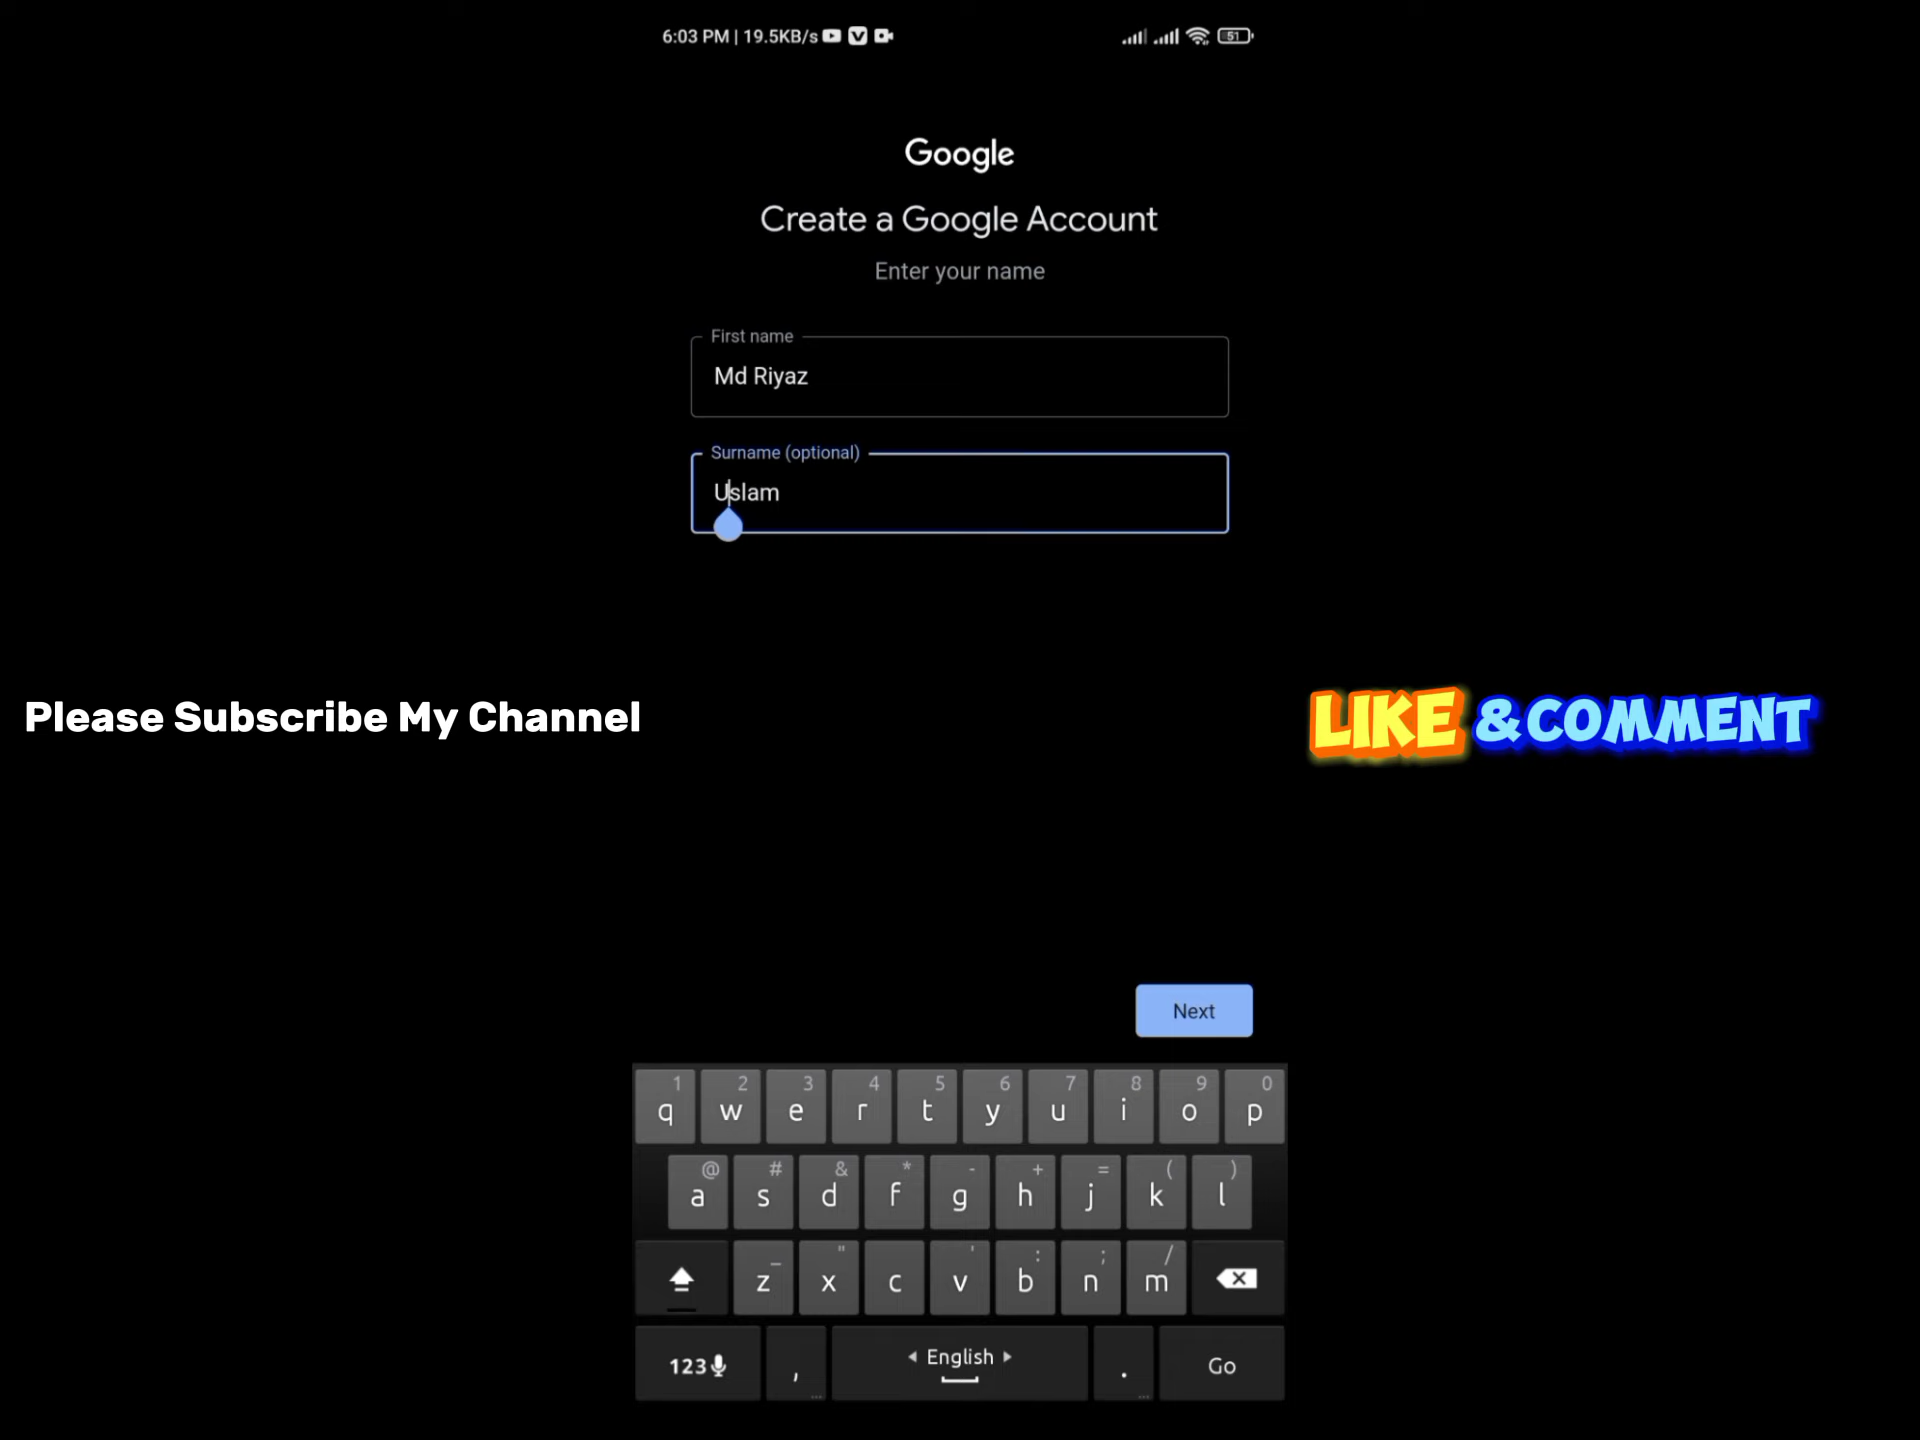 6:03 PM | 19.5KB/s
51
Google
Create a Google Account
Enter your name
First name
Md Riyaz
Surname (optional)
Uslam
Please Subscribe My Channel
LIKE &COMMENT
Next
1 2 3 4 5 6 7 8 9 0
q w e r t y u i o p
@ # & * - + = ( )
a s d f g h j k l
_ " ' : ; /
z x c v b n m
123 , English . Go